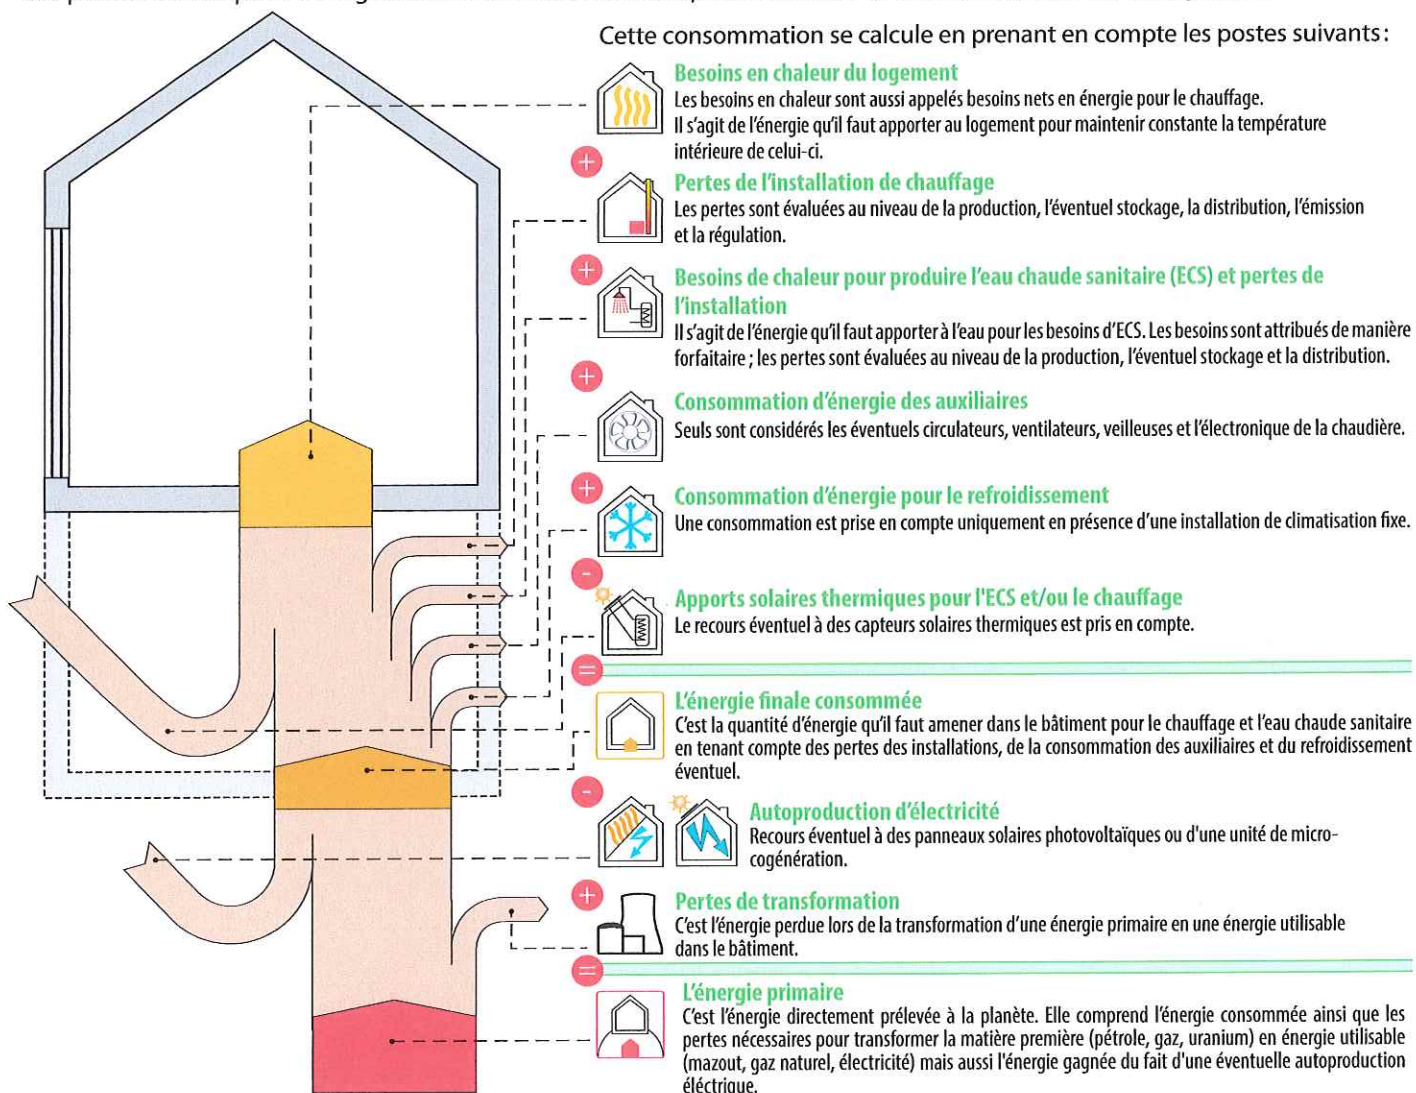 Cette consommation se calcule en prenant en compte les postes suivants :
Besoins en chaleur du logement
Les besoins en chaleur sont aussi appelés besoins nets en énergie pour le chauffage.
Il s'agit de l'énergie qu'il faut apporter au logement pour maintenir constante la température
intérieure de celui-ci.
+
Pertes de l'installation de chauffage
Les pertes sont évaluées au niveau de la production, l'éventuel stockage, la distribution, l'émission
et la régulation.
+
Besoins de chaleur pour produire l'eau chaude sanitaire (ECS) et pertes de
l'installation
Il s'agit de l'énergie qu'il faut apporter à l'eau pour les besoins d'ECS. Les besoins sont attribués de manière
forfaitaire ; les pertes sont évaluées au niveau de la production, l'éventuel stockage et la distribution.
+
Consommation d'énergie des auxiliaires
Seuls sont considérés les éventuels circulateurs, ventilateurs, veilleuses et l'électronique de la chaudière.
+
Consommation d'énergie pour le refroidissement
Une consommation est prise en compte uniquement en présence d'une installation de climatisation fixe.
-
Apports solaires thermiques pour l'ECS et/ou le chauffage
Le recours éventuel à des capteurs solaires thermiques est pris en compte.
=
L'énergie finale consommée
C'est la quantité d'énergie qu'il faut amener dans le bâtiment pour le chauffage et l'eau chaude sanitaire
en tenant compte des pertes des installations, de la consommation des auxiliaires et du refroidissement
éventuel.
-
Autoproduction d'électricité
Recours éventuel à des panneaux solaires photovoltaïques ou d'une unité de micro-
cogénération.
+
Pertes de transformation
C'est l'énergie perdue lors de la transformation d'une énergie primaire en une énergie utilisable
dans le bâtiment.
=
L'énergie primaire
C'est l'énergie directement prélevée à la planète. Elle comprend l'énergie consommée ainsi que les
pertes nécessaires pour transformer la matière première (pétrole, gaz, uranium) en énergie utilisable
(mazout, gaz naturel, électricité) mais aussi l'énergie gagnée du fait d'une éventuelle autoproduction
éléctrique.